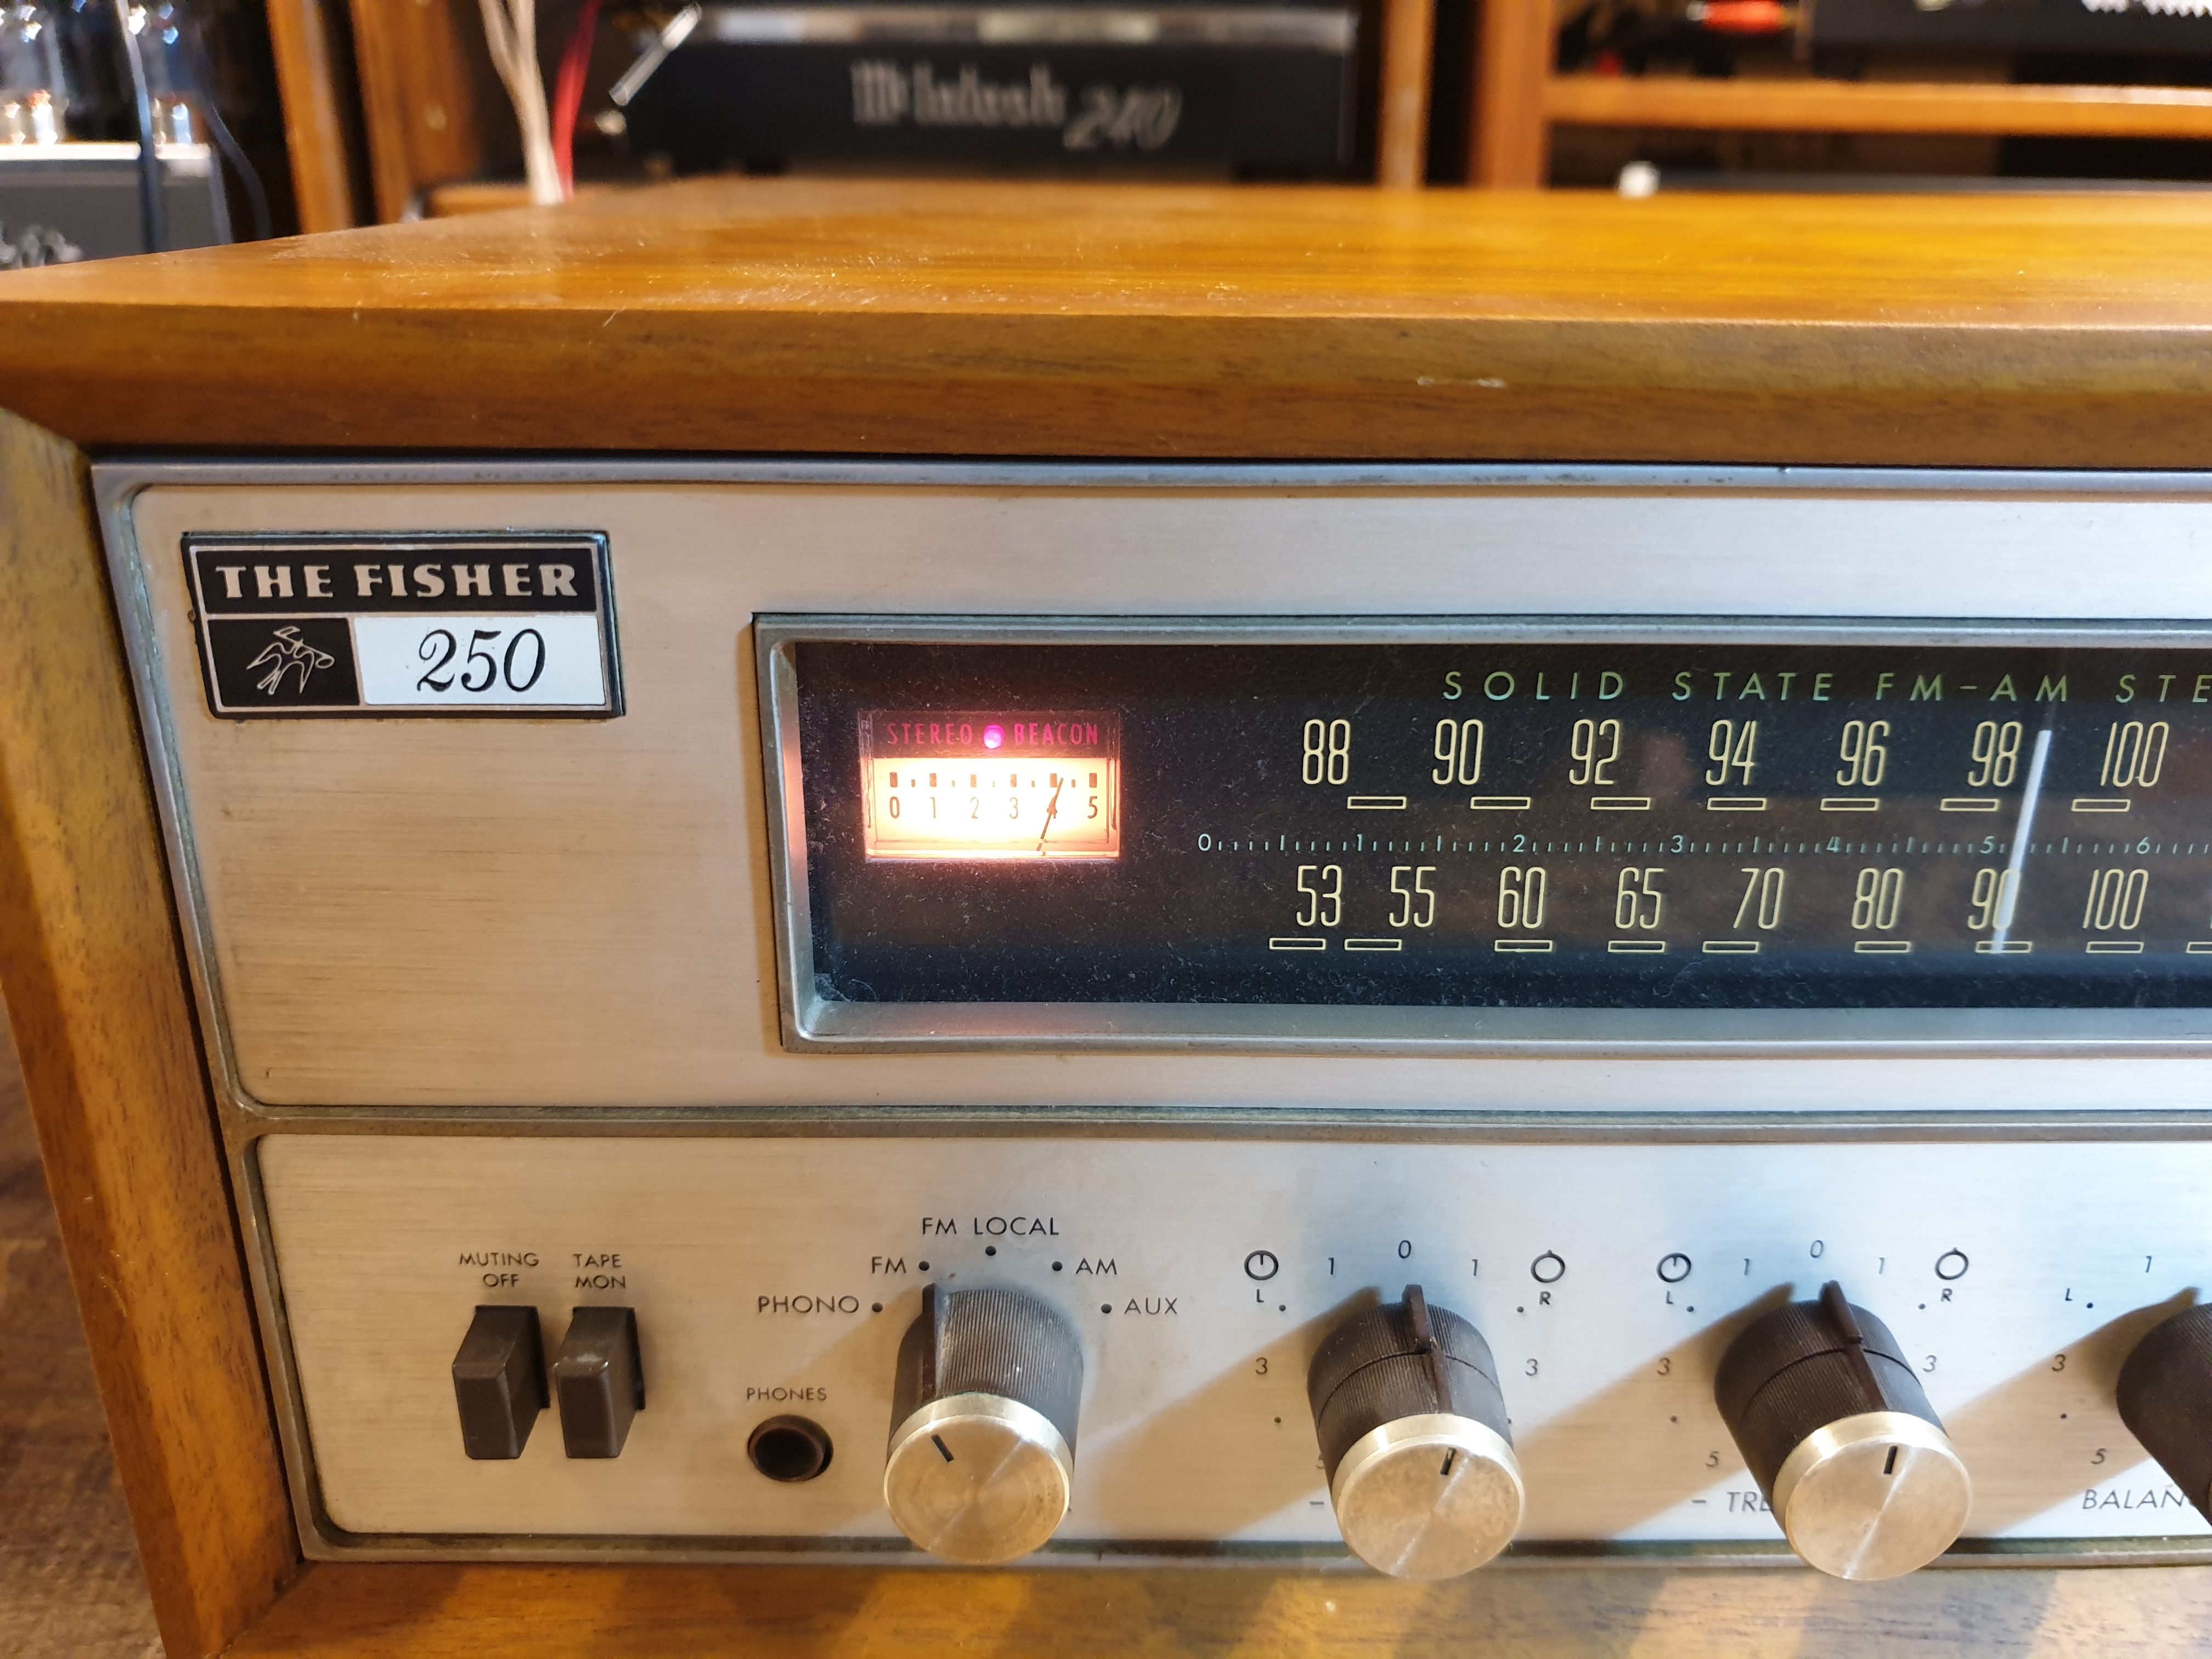 McIntosh 240
THE FISHER
250
SOLID STATE FM-AM STE
STEREO BEACON
0 1 2 3 4 5
88 90 92 94 96 98 100
0 1 2 3 4 5 6
53 55 60 65 70 80 90 100
MUTING OFF
TAPE MON
PHONES
PHONO
FM
FM LOCAL
AM
AUX
L 1 0 1 R
3 3
5
-
L 1 0 1 R
3 3
5
- TRE
L 1
3
5
BALANC